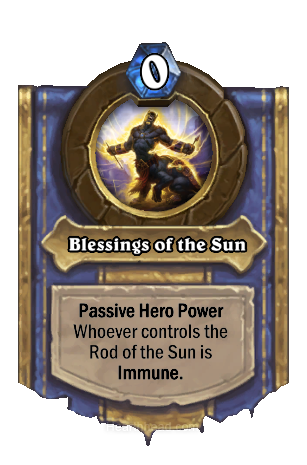 0
Blessings of the Sun
Passive Hero Power
Whoever controls the
Rod of the Sun is
Immune.